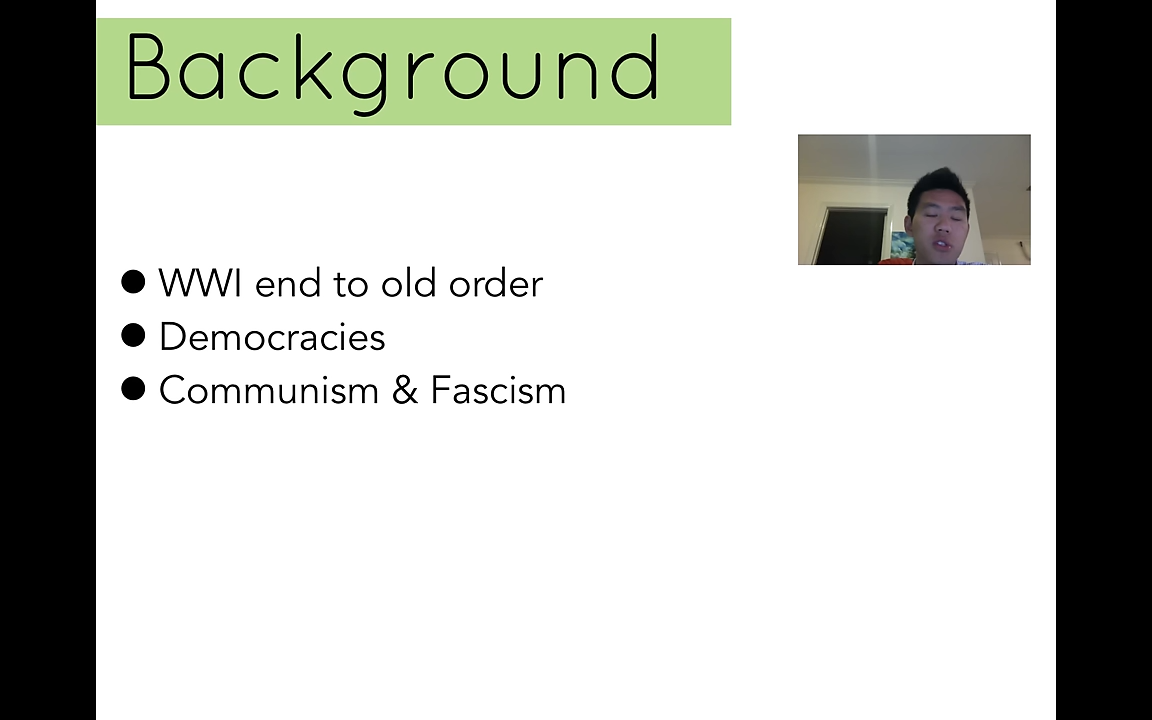 Background
● WWI end to old order
● Democracies
● Communism & Fascism